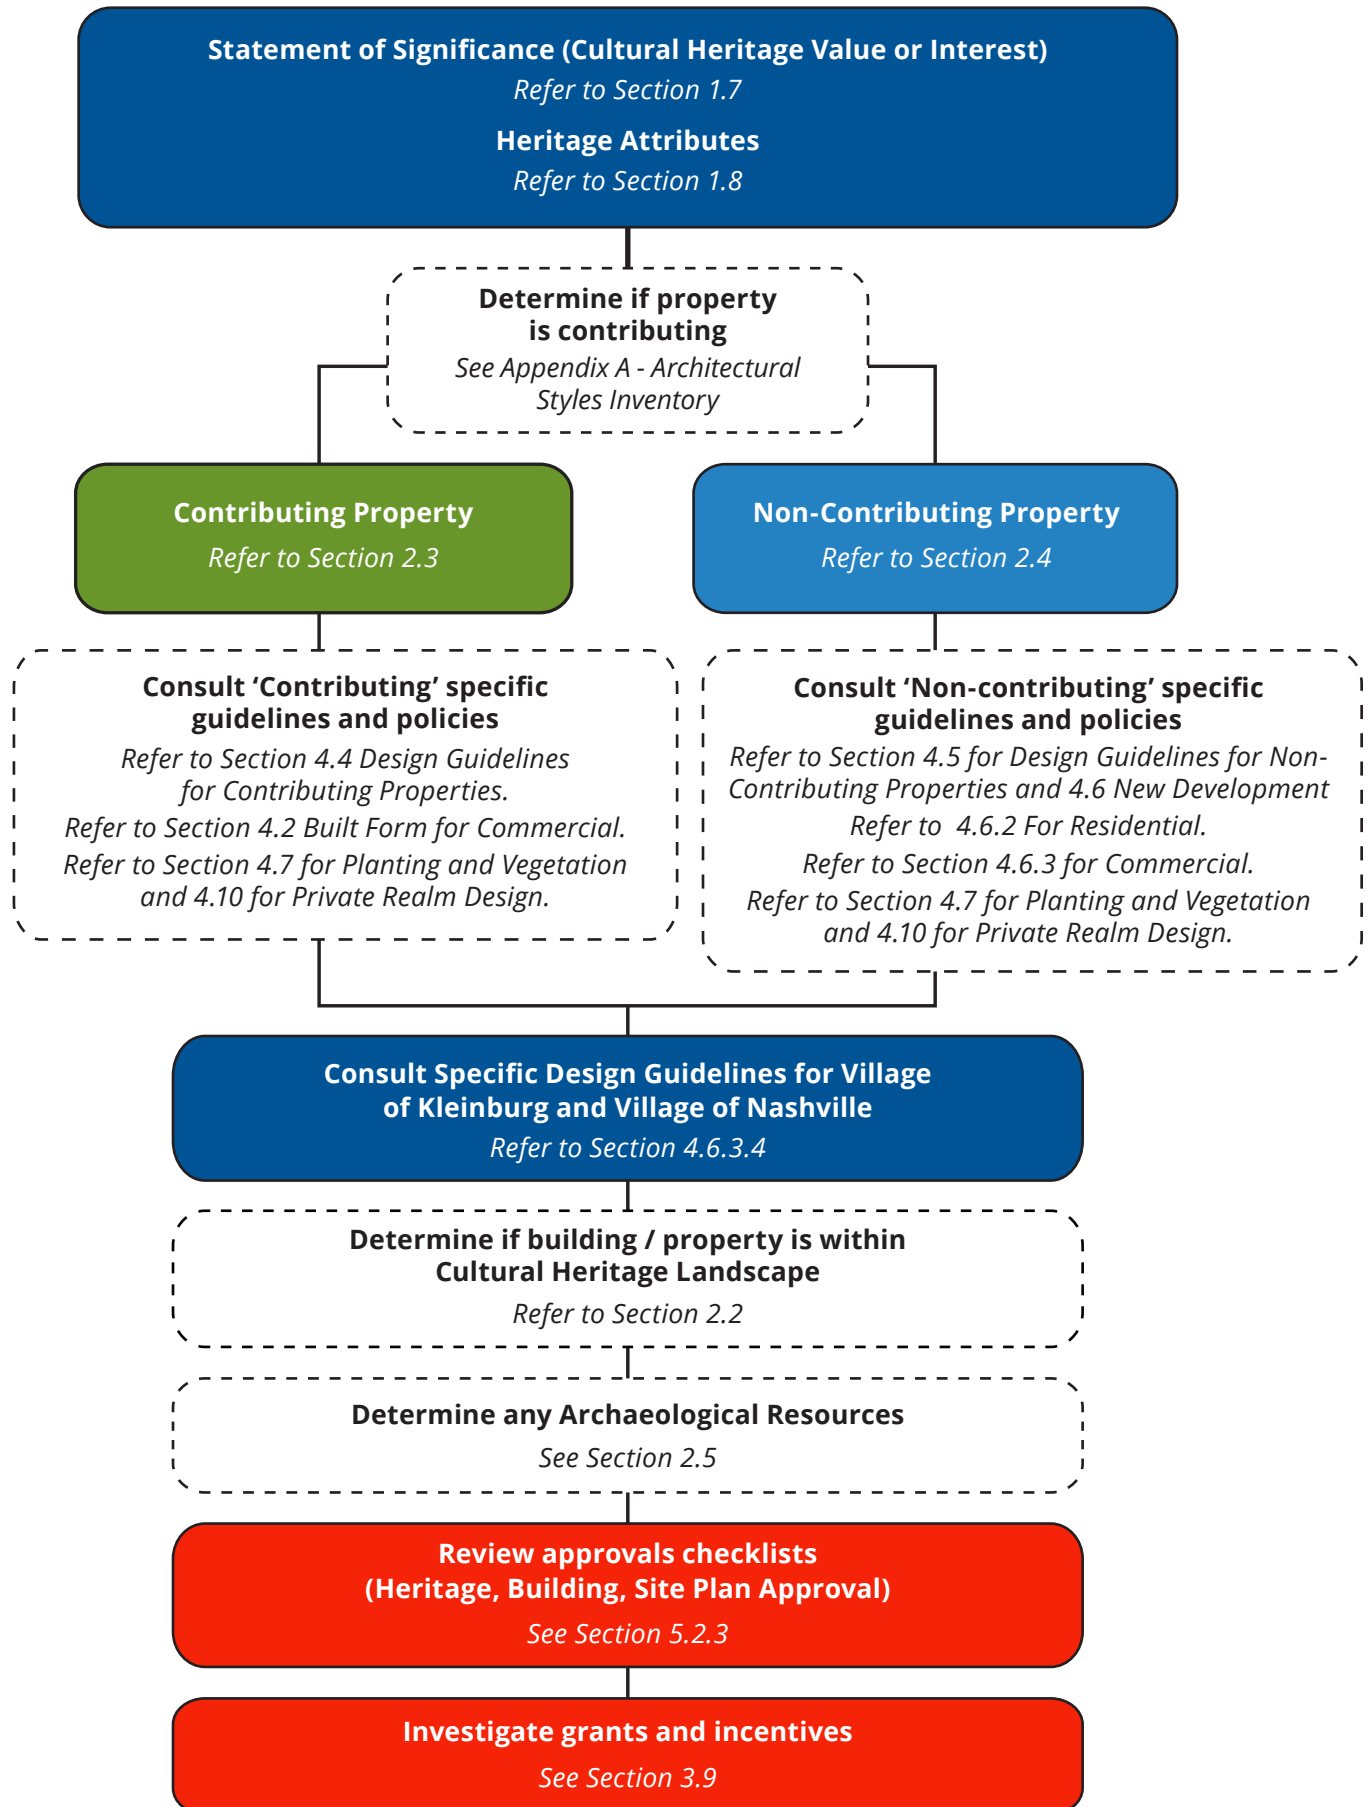 Statement of Significance (Cultural Heritage Value or Interest)
Refer to Section 1.7
Heritage Attributes
Refer to Section 1.8
Determine if property
is contributing
See Appendix A - Architectural
Styles Inventory
Contributing Property
Refer to Section 2.3
Non-Contributing Property
Refer to Section 2.4
Consult ‘Contributing’ specific
guidelines and policies
Refer to Section 4.4 Design Guidelines
for Contributing Properties.
Refer to Section 4.2 Built Form for Commercial.
Refer to Section 4.7 for Planting and Vegetation
and 4.10 for Private Realm Design.
Consult ‘Non-contributing’ specific
guidelines and policies
Refer to Section 4.5 for Design Guidelines for Non-
Contributing Properties and 4.6 New Development
Refer to 4.6.2 For Residential.
Refer to Section 4.6.3 for Commercial.
Refer to Section 4.7 for Planting and Vegetation
and 4.10 for Private Realm Design.
Consult Specific Design Guidelines for Village
of Kleinburg and Village of Nashville
Refer to Section 4.6.3.4
Determine if building / property is within
Cultural Heritage Landscape
Refer to Section 2.2
Determine any Archaeological Resources
See Section 2.5
Review approvals checklists
(Heritage, Building, Site Plan Approval)
See Section 5.2.3
Investigate grants and incentives
See Section 3.9